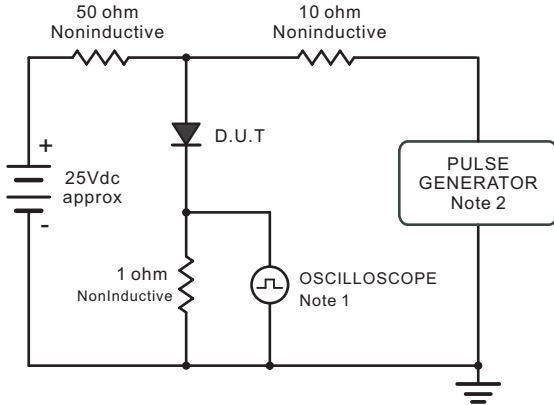 50 ohm
Noninductive
10 ohm
Noninductive
D.U.T
+
25Vdc
approx
-
PULSE
GENERATOR
Note 2
1 ohm
NonInductive
OSCILLOSCOPE
Note 1